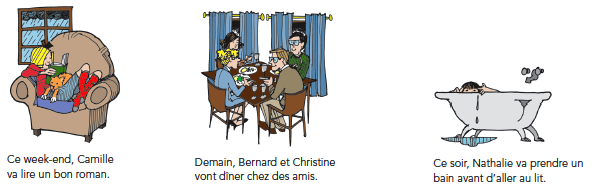 Ce week-end, Camille
va lire un bon roman.
Demain, Bernard et Christine
vont dîner chez des amis.
Ce soir, Nathalie va prendre un
bain avant d'aller au lit.